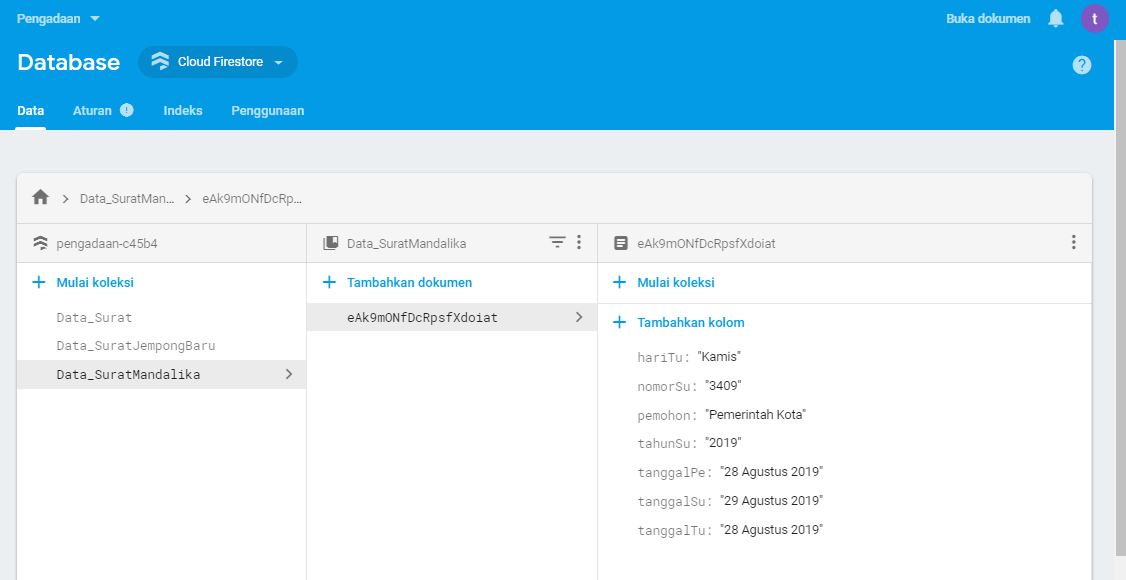 Pengadaan
Buka dokumen
t
Database
Cloud Firestore
?
Data
Aturan
!
Indeks
Penggunaan
Data_SuratMan...
eAk9mONfDcRp...
pengadaan-c45b4
Data_SuratMandalika
eAk9mONfDcRpsfXdoiat
+ Mulai koleksi
+ Tambahkan dokumen
+ Mulai koleksi
Data_Surat
Data_SuratJempongBaru
Data_SuratMandalika
eAk9mONfDcRpsfXdoiat
+ Tambahkan kolom
hariTu: "Kamis"
nomorSu: "3409"
pemohon: "Pemerintah Kota"
tahunSu: "2019"
tanggalPe: "28 Agustus 2019"
tanggalSu: "29 Agustus 2019"
tanggalTu: "28 Agustus 2019"